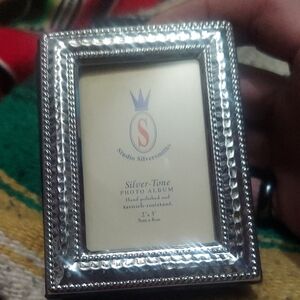 S
Studio Silversmiths
Silver-Tone
PHOTO ALBUM
Hand polished and
tarnish-resistant.
2" x 3"